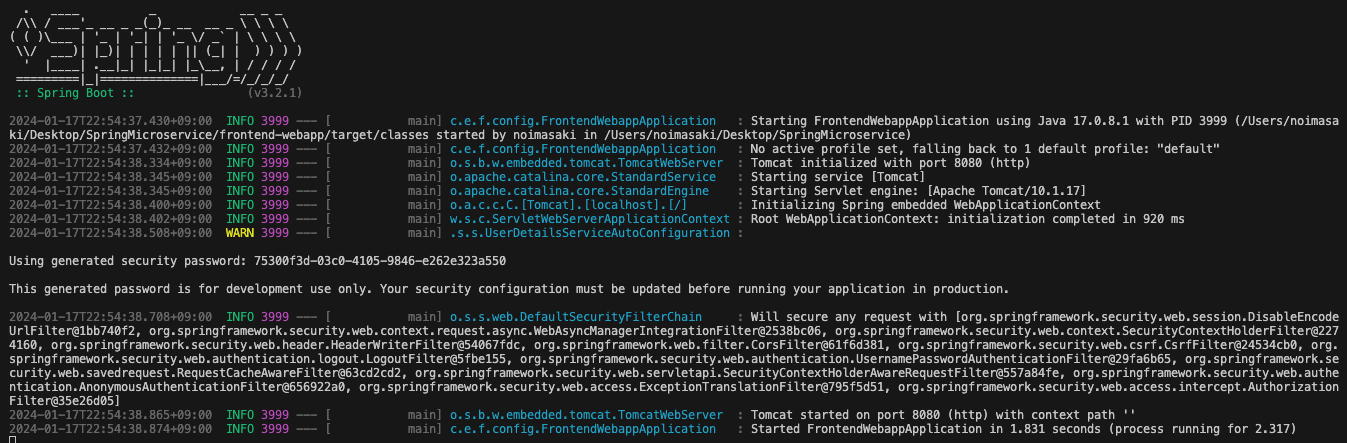 .   ____          _            __ _ _
 /\\ / ___'_ __ _ _(_)_ __  __ _ \ \ \ \
( ( )\___ | '_ | '_| | '_ \/ _` | \ \ \ \
 \\/  ___)| |_)| | | | | || (_| |  ) ) ) )
  '  |____| .__|_| |_|_| |_\__, | / / / /
 =========|_|==============|___/=/_/_/_/
 :: Spring Boot ::                (v3.2.1)
2024-01-17T22:54:37.430+09:00  INFO 3999 --- [           main] c.e.f.config.FrontendWebappApplication   : Starting FrontendWebappApplication using Java 17.0.8.1 with PID 3999 (/Users/noimasa
ki/Desktop/SpringMicroservice/frontend-webapp/target/classes started by noimasaki in /Users/noimasaki/Desktop/SpringMicroservice)
2024-01-17T22:54:37.432+09:00  INFO 3999 --- [           main] c.e.f.config.FrontendWebappApplication   : No active profile set, falling back to 1 default profile: "default"
2024-01-17T22:54:38.334+09:00  INFO 3999 --- [           main] o.s.b.w.embedded.tomcat.TomcatWebServer  : Tomcat initialized with port 8080 (http)
2024-01-17T22:54:38.345+09:00  INFO 3999 --- [           main] o.apache.catalina.core.StandardService   : Starting service [Tomcat]
2024-01-17T22:54:38.345+09:00  INFO 3999 --- [           main] o.apache.catalina.core.StandardEngine    : Starting Servlet engine: [Apache Tomcat/10.1.17]
2024-01-17T22:54:38.400+09:00  INFO 3999 --- [           main] o.a.c.c.C.[Tomcat].[localhost].[/]       : Initializing Spring embedded WebApplicationContext
2024-01-17T22:54:38.402+09:00  INFO 3999 --- [           main] w.s.c.ServletWebServerApplicationContext : Root WebApplicationContext: initialization completed in 920 ms
2024-01-17T22:54:38.508+09:00  WARN 3999 --- [           main] .s.s.UserDetailsServiceAutoConfiguration :
Using generated security password: 75300f3d-03c0-4105-9846-e262e323a550
This generated password is for development use only. Your security configuration must be updated before running your application in production.
2024-01-17T22:54:38.708+09:00  INFO 3999 --- [           main] o.s.s.web.DefaultSecurityFilterChain     : Will secure any request with [org.springframework.security.web.session.DisableEncode
UrlFilter@1bb740f2, org.springframework.security.web.context.request.async.WebAsyncManagerIntegrationFilter@2538bc06, org.springframework.security.web.context.SecurityContextHolderFilter@227
4160, org.springframework.security.web.header.HeaderWriterFilter@54067fdc, org.springframework.web.filter.CorsFilter@61f6d381, org.springframework.security.web.csrf.CsrfFilter@24534cb0, org.
springframework.security.web.authentication.logout.LogoutFilter@5fbe155, org.springframework.security.web.authentication.UsernamePasswordAuthenticationFilter@29fa6b65, org.springframework.se
curity.web.savedrequest.RequestCacheAwareFilter@63cd2cd2, org.springframework.security.web.servletapi.SecurityContextHolderAwareRequestFilter@557a84fe, org.springframework.security.web.authe
ntication.AnonymousAuthenticationFilter@656922a0, org.springframework.security.web.access.ExceptionTranslationFilter@795f5d51, org.springframework.security.web.access.intercept.Authorization
Filter@35e26d05]
2024-01-17T22:54:38.865+09:00  INFO 3999 --- [           main] o.s.b.w.embedded.tomcat.TomcatWebServer  : Tomcat started on port 8080 (http) with context path ''
2024-01-17T22:54:38.874+09:00  INFO 3999 --- [           main] c.e.f.config.FrontendWebappApplication   : Started FrontendWebappApplication in 1.831 seconds (process running for 2.317)